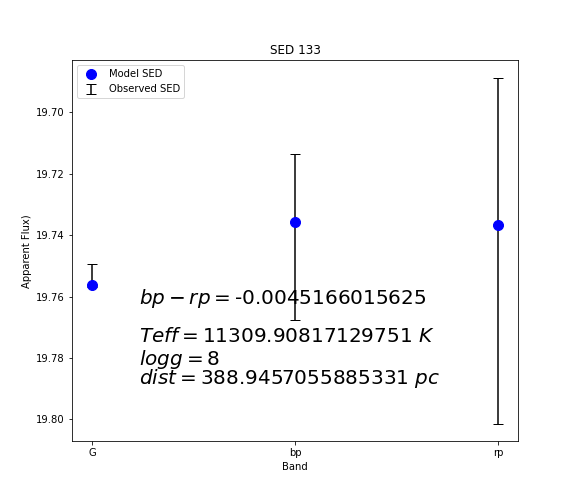 SED 133
Model SED
Observed SED
19.70
19.72
19.74
19.76
19.78
19.80
Apparent Flux)
bp − rp = -0.0045166015625
Teff = 11309.90817129751 K
logg = 8
dist = 388.9457055885331 pc
G bp rp
Band